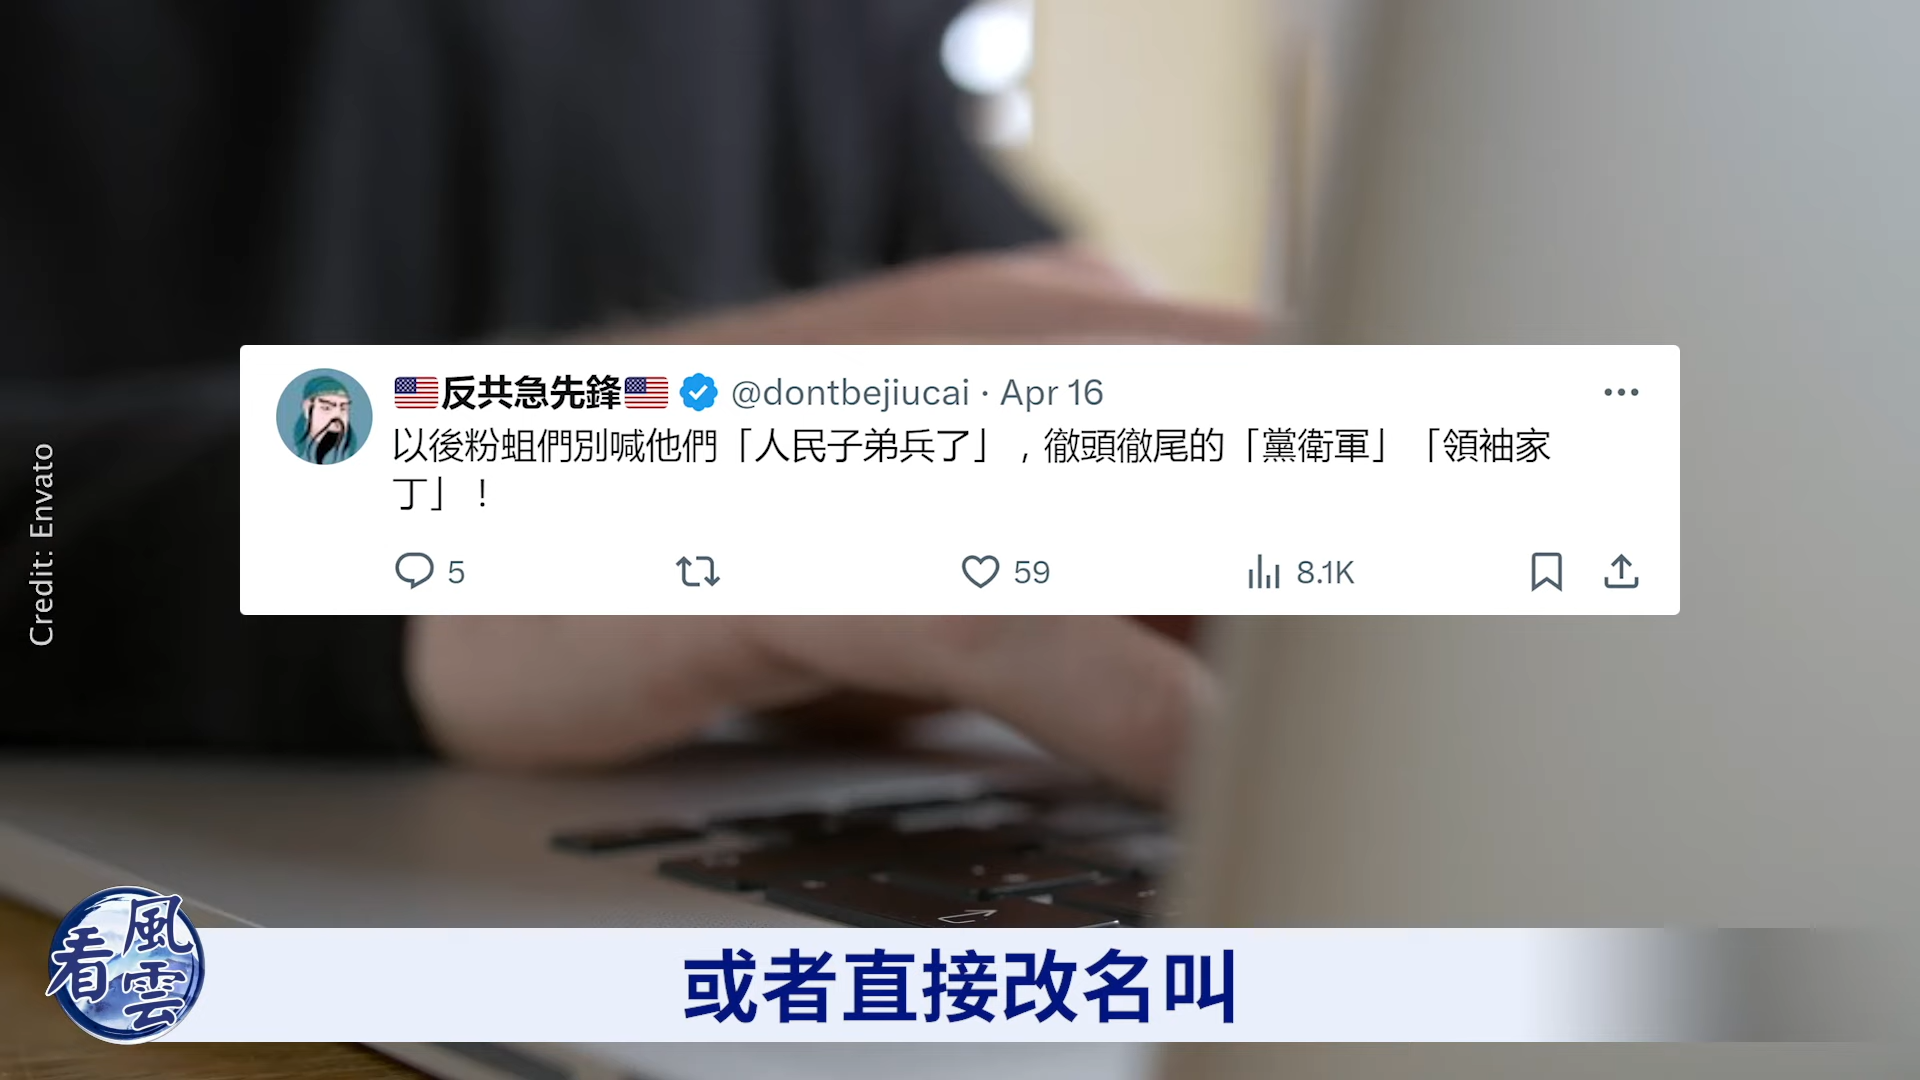 🇺🇸反共急先鋒🇺🇸 @dontbejiucai · Apr 16
以後粉蛆們別喊他們「人民子弟兵了」，徹頭徹尾的「黨衛軍」「領袖家
丁」！
5 59 8.1K
Credit: Envato
看風雲
或者直接改名叫